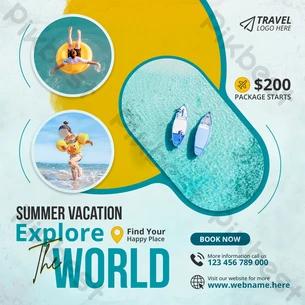 TRAVEL
LOGO HERE
$200
PACKAGE STARTS
SUMMER VACATION
Explore
Find Your
Happy Place
The
WORLD
BOOK NOW
More information call us
123 456 789 000
Visit our website for more
www.webname.here